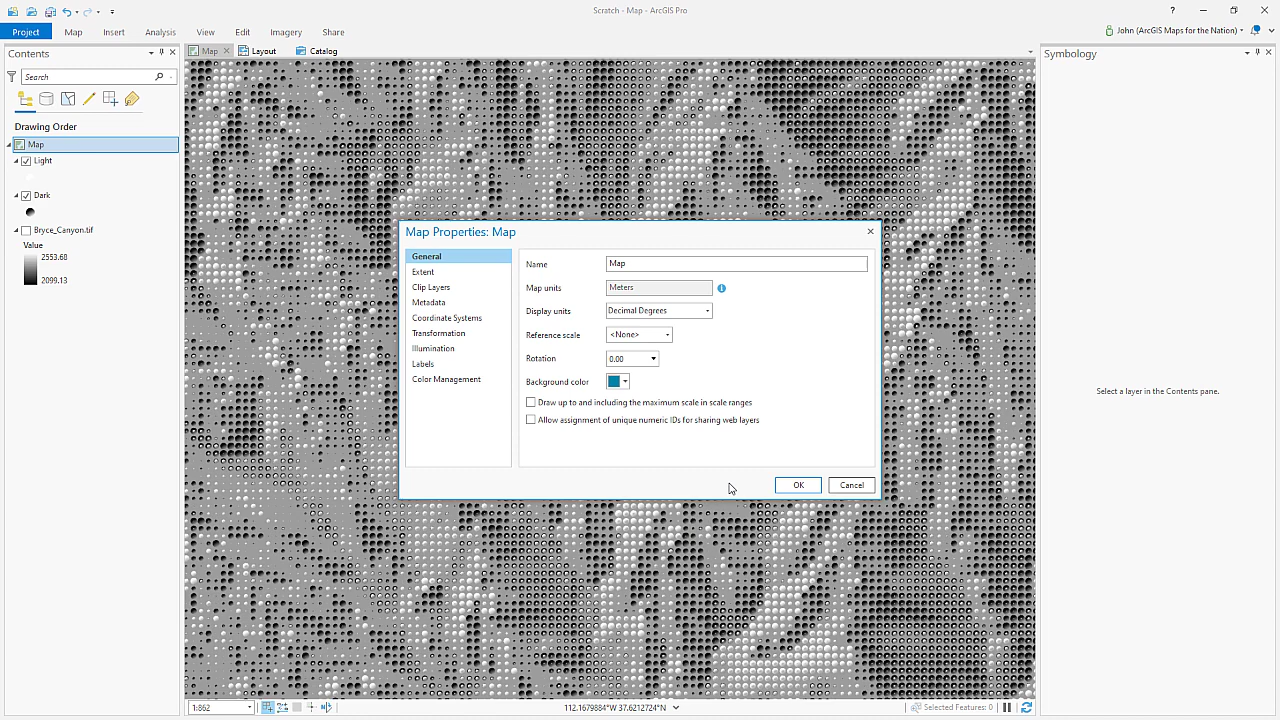 Scratch - Map - ArcGIS Pro
?
Project Map Insert Analysis View Edit Imagery Share
John (ArcGIS Maps for the Nation)
Contents
Map Layout Catalog
Symbology
Search
Drawing Order
Map
Light
Dark
Bryce_Canyon.tif
Value
2553.68
2099.13
Map Properties: Map
General
Extent
Clip Layers
Metadata
Coordinate Systems
Transformation
Illumination
Labels
Color Management
Name Map
Map units Meters
Display units Decimal Degrees
Reference scale <None>
Rotation 0.00
Background color
Draw up to and including the maximum scale in scale ranges
Allow assignment of unique numeric IDs for sharing web layers
OK Cancel
Select a layer in the Contents pane.
1:862
112.1679884°W 37.6212724°N
Selected Features: 0